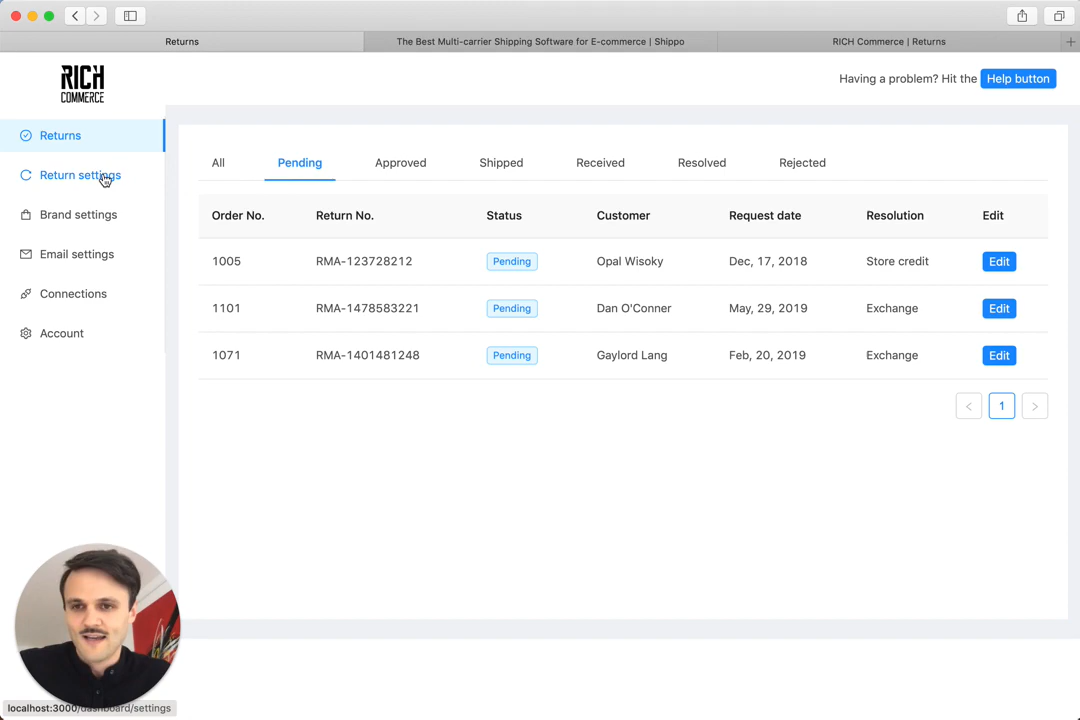 Returns
The Best Multi-carrier Shipping Software for E-commerce | Shippo
RICH Commerce | Returns
RICH
COMMERCE
Having a problem? Hit the Help button
Returns
Return settings
Brand settings
Email settings
Connections
Account
All Pending Approved Shipped Received Resolved Rejected
Order No. Return No. Status Customer Request date Resolution Edit
1005 RMA-123728212 Pending Opal Wisoky Dec, 17, 2018 Store credit Edit
1101 RMA-1478583221 Pending Dan O'Conner May, 29, 2019 Exchange Edit
1071 RMA-1401481248 Pending Gaylord Lang Feb, 20, 2019 Exchange Edit
< 1 >
localhost:3000/dashboard/settings